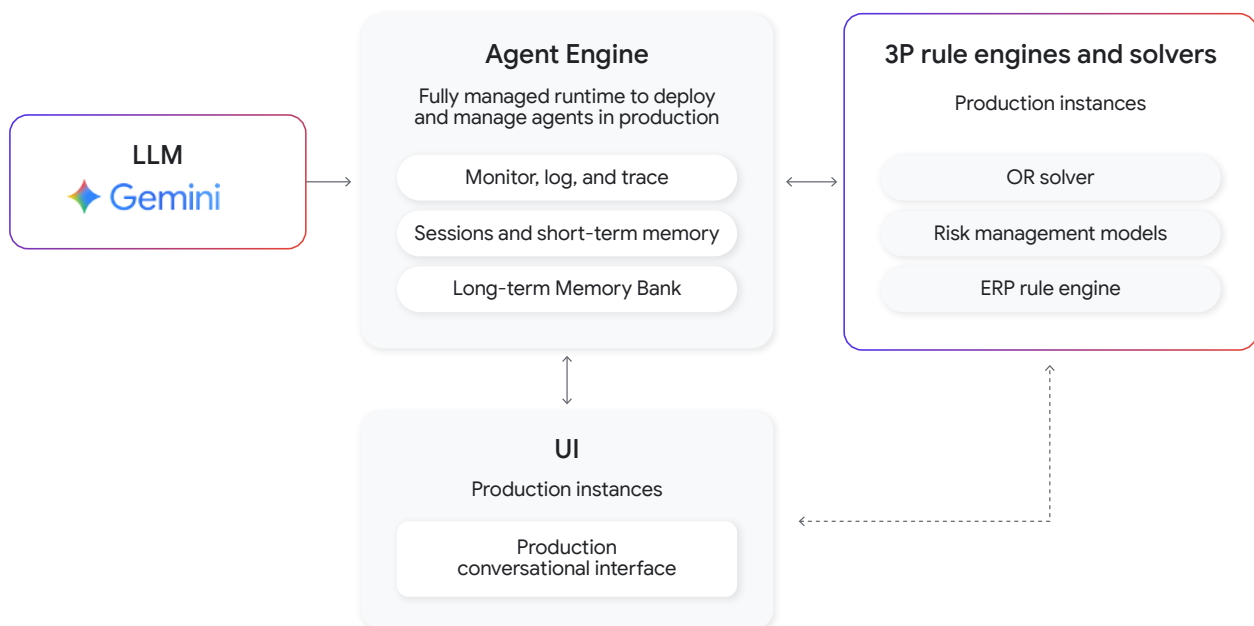 LLM
Gemini
Agent Engine
Fully managed runtime to deploy
and manage agents in production
Monitor, log, and trace
Sessions and short-term memory
Long-term Memory Bank
3P rule engines and solvers
Production instances
OR solver
Risk management models
ERP rule engine
UI
Production instances
Production
conversational interface